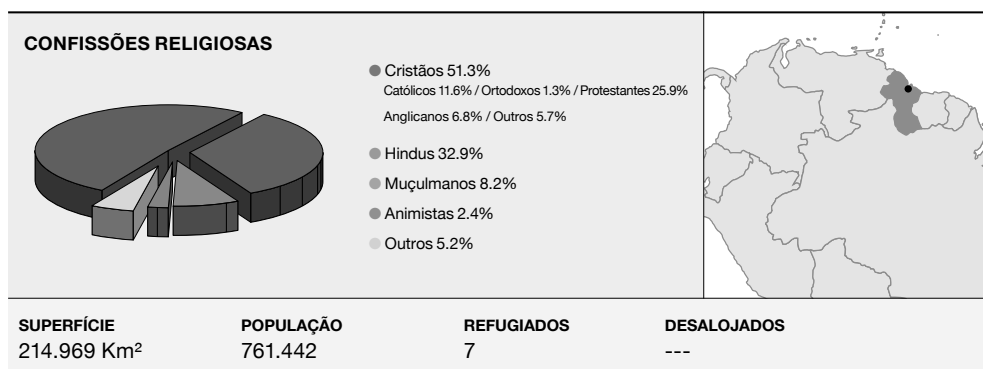 CONFISSÕES RELIGIOSAS
Cristãos 51.3%
Católicos 11.6% / Ortodoxos 1.3% / Protestantes 25.9%
Anglicanos 6.8% / Outros 5.7%
Hindus 32.9%
Muçulmanos 8.2%
Animistas 2.4%
Outros 5.2%
SUPERFÍCIE POPULAÇÃO REFUGIADOS DESALOJADOS
214.969 Km² 761.442 7 ---